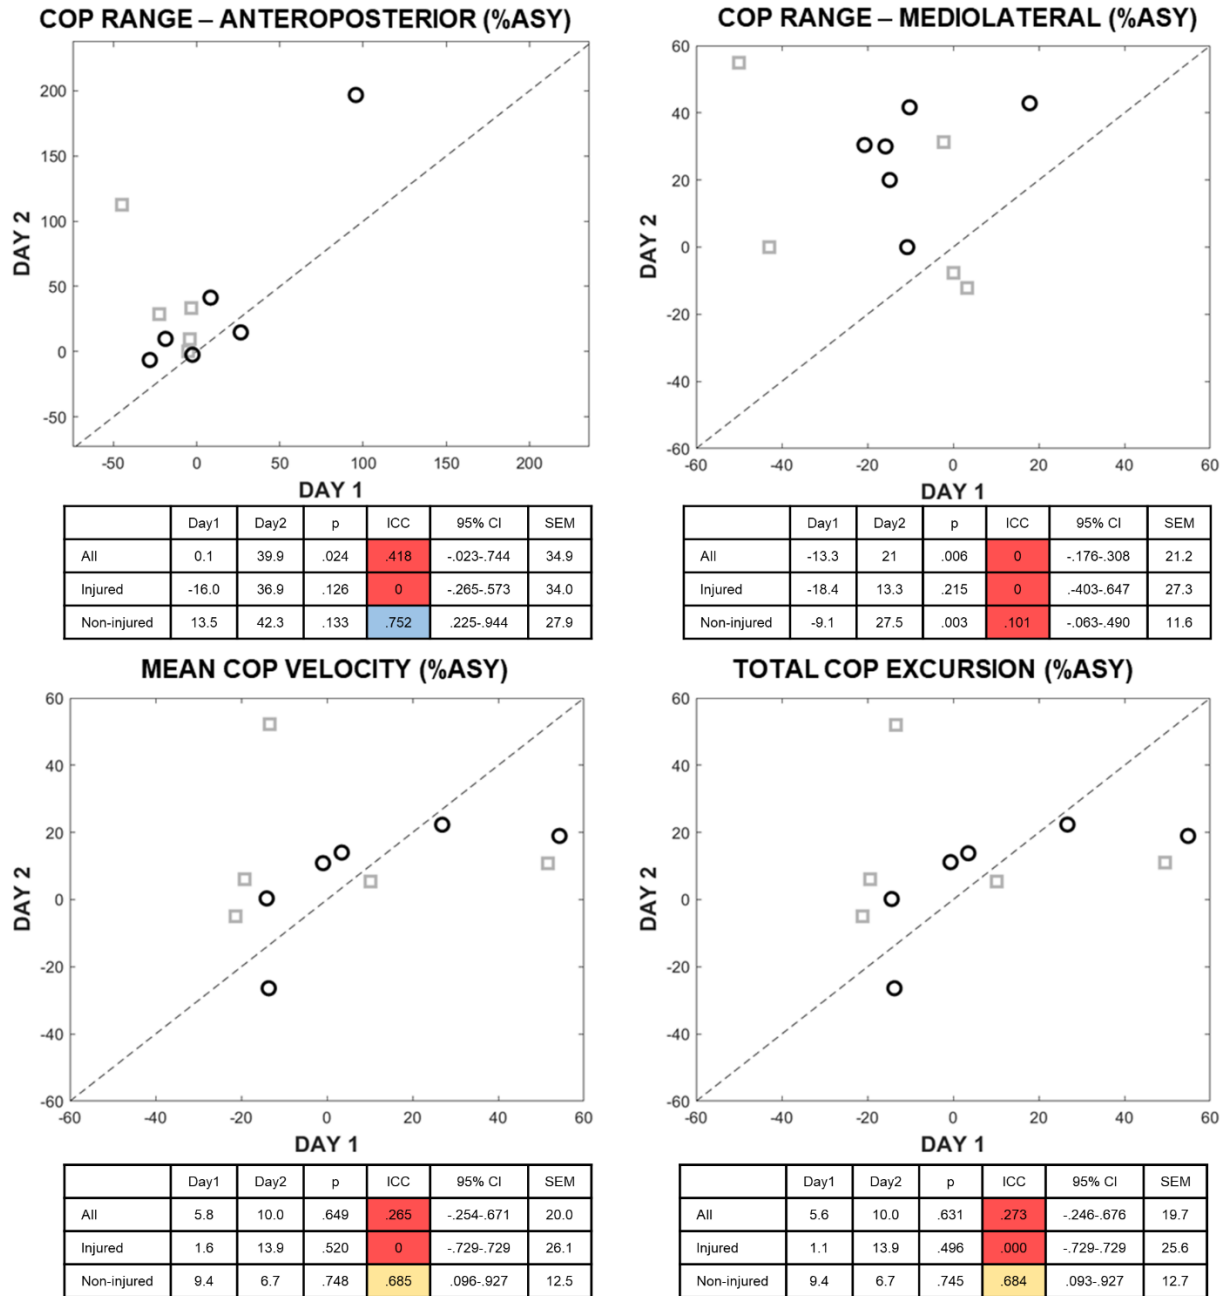 COP RANGE – ANTEROPOSTERIOR (%ASY)
200
150
100
50
0
-50
DAY 2
-50 0 50 100 150 200
DAY 1
Day1 Day2 p ICC 95% CI SEM
All 0.1 39.9 .024 .418 -.023-.744 34.9
Injured -16.0 36.9 .126 0 -.265-.573 34.0
Non-injured 13.5 42.3 .133 .752 .225-.944 27.9
COP RANGE – MEDIOLATERAL (%ASY)
60
40
20
0
-20
-40
-60
DAY 2
-60 -40 -20 0 20 40 60
DAY 1
Day1 Day2 p ICC 95% CI SEM
All -13.3 21 .006 0 -.176-.308 21.2
Injured -18.4 13.3 .215 0 -.403-.647 27.3
Non-injured -9.1 27.5 .003 .101 -.063-.490 11.6
MEAN COP VELOCITY (%ASY)
60
40
20
0
-20
-40
-60
DAY 2
-60 -40 -20 0 20 40 60
DAY 1
Day1 Day2 p ICC 95% CI SEM
All 5.8 10.0 .649 .265 -.254-.671 20.0
Injured 1.6 13.9 .520 0 -.729-.729 26.1
Non-injured 9.4 6.7 .748 .685 .096-.927 12.5
TOTAL COP EXCURSION (%ASY)
60
40
20
0
-20
-40
-60
DAY 2
-60 -40 -20 0 20 40 60
DAY 1
Day1 Day2 p ICC 95% CI SEM
All 5.6 10.0 .631 .273 -.246-.676 19.7
Injured 1.1 13.9 .496 .000 -.729-.729 25.6
Non-injured 9.4 6.7 .745 .684 .093-.927 12.7